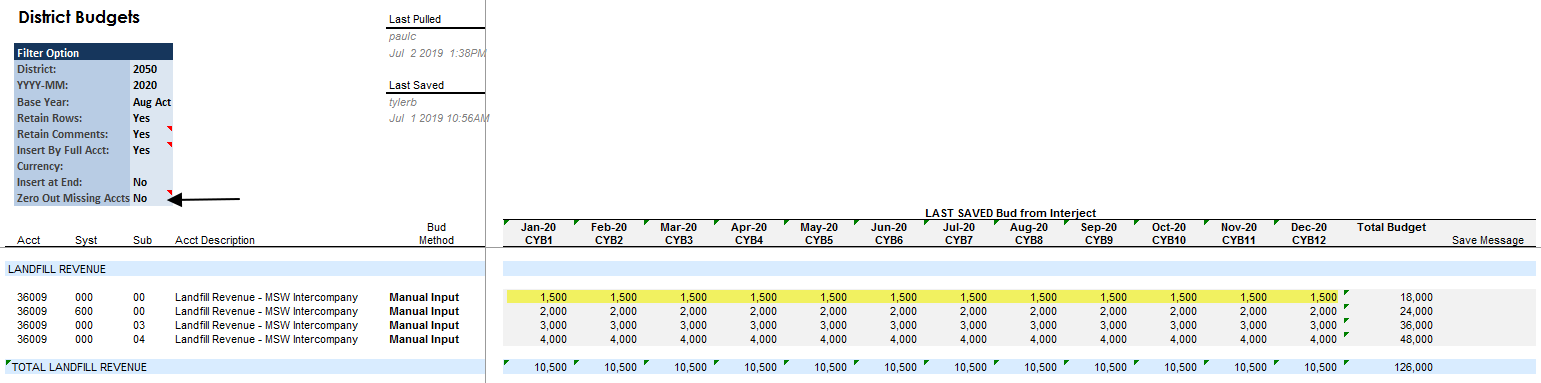 District Budgets
Last Pulled
paulc
Jul 2 2019 1:38PM
Filter Option
District: 2050
YYYY-MM: 2020
Base Year: Aug Act
Retain Rows: Yes
Retain Comments: Yes
Insert By Full Acct: Yes
Currency:
Insert at End: No
Zero Out Missing Accts No
Last Saved
tylerb
Jul 1 2019 10:56AM
LAST SAVED Bud from Interject
Acct Syst Sub Acct Description Bud Method
Jan-20 Feb-20 Mar-20 Apr-20 May-20 Jun-20 Jul-20 Aug-20 Sep-20 Oct-20 Nov-20 Dec-20 Total Budget
CYB1 CYB2 CYB3 CYB4 CYB5 CYB6 CYB7 CYB8 CYB9 CYB10 CYB11 CYB12 Save Message
LANDFILL REVENUE
36009 000 00 Landfill Revenue - MSW Intercompany Manual Input 1,500 1,500 1,500 1,500 1,500 1,500 1,500 1,500 1,500 1,500 1,500 1,500 18,000
36009 600 00 Landfill Revenue - MSW Intercompany Manual Input 2,000 2,000 2,000 2,000 2,000 2,000 2,000 2,000 2,000 2,000 2,000 2,000 24,000
36009 000 03 Landfill Revenue - MSW Intercompany Manual Input 3,000 3,000 3,000 3,000 3,000 3,000 3,000 3,000 3,000 3,000 3,000 3,000 36,000
36009 000 04 Landfill Revenue - MSW Intercompany Manual Input 4,000 4,000 4,000 4,000 4,000 4,000 4,000 4,000 4,000 4,000 4,000 4,000 48,000
TOTAL LANDFILL REVENUE 10,500 10,500 10,500 10,500 10,500 10,500 10,500 10,500 10,500 10,500 10,500 10,500 126,000